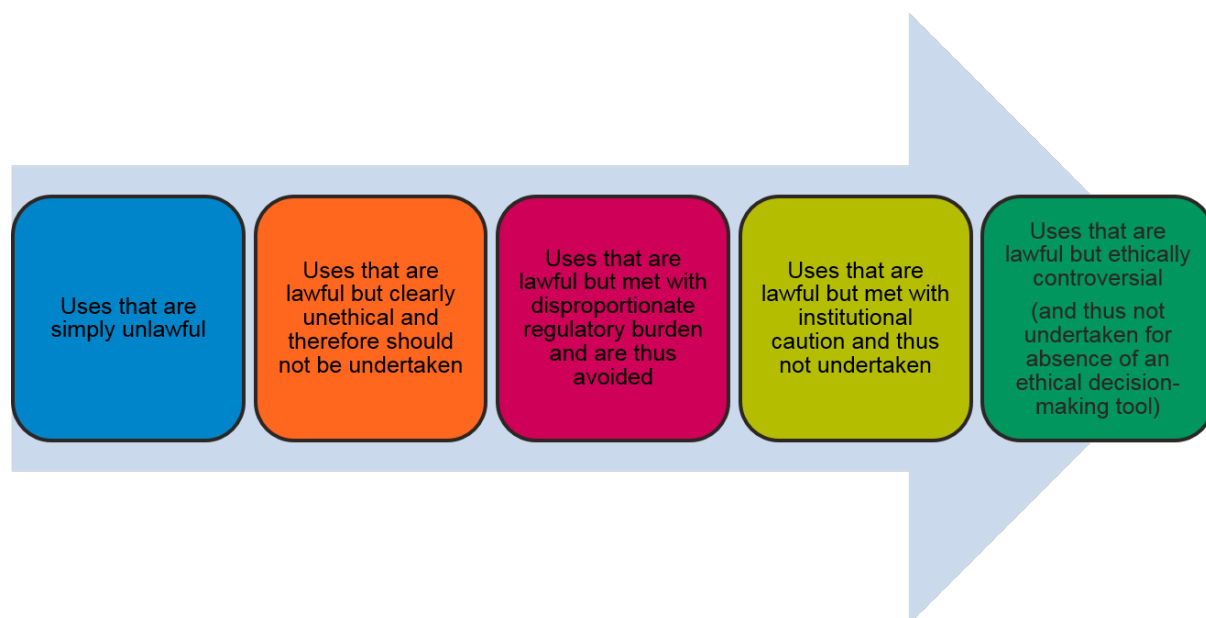 Uses that are
simply unlawful
Uses that are
lawful but clearly
unethical and
therefore should
not be undertaken
Uses that are
lawful but met with
disproportionate
regulatory burden
and are thus
avoided
Uses that are
lawful but met with
institutional
caution and thus
not undertaken
Uses that are
lawful but ethically
controversial
(and thus not
undertaken for
absence of an
ethical decision-
making tool)